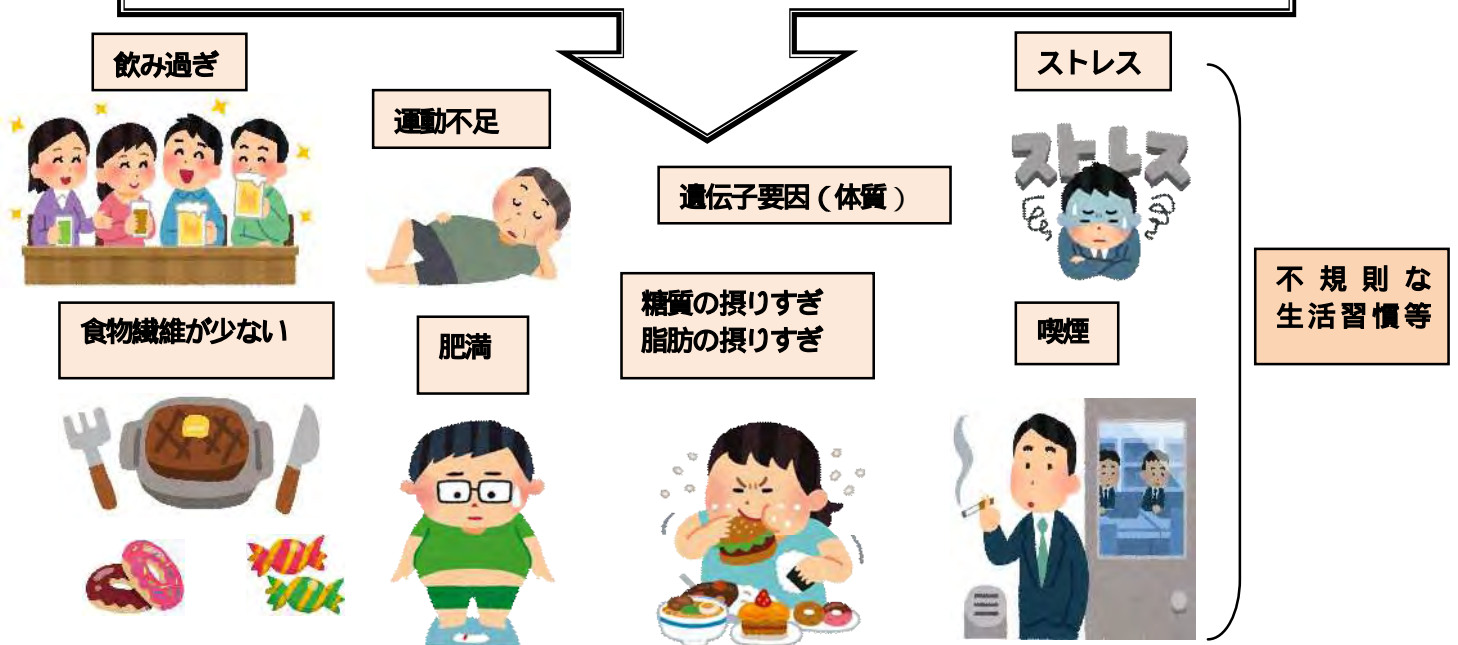 飲み過ぎ
運動不足
遺伝子要因(体質)
ストレス
ストレス
食物繊維が少ない
肥満
糖質の摂りすぎ
脂肪の摂りすぎ
喫煙
不規則な
生活習慣等